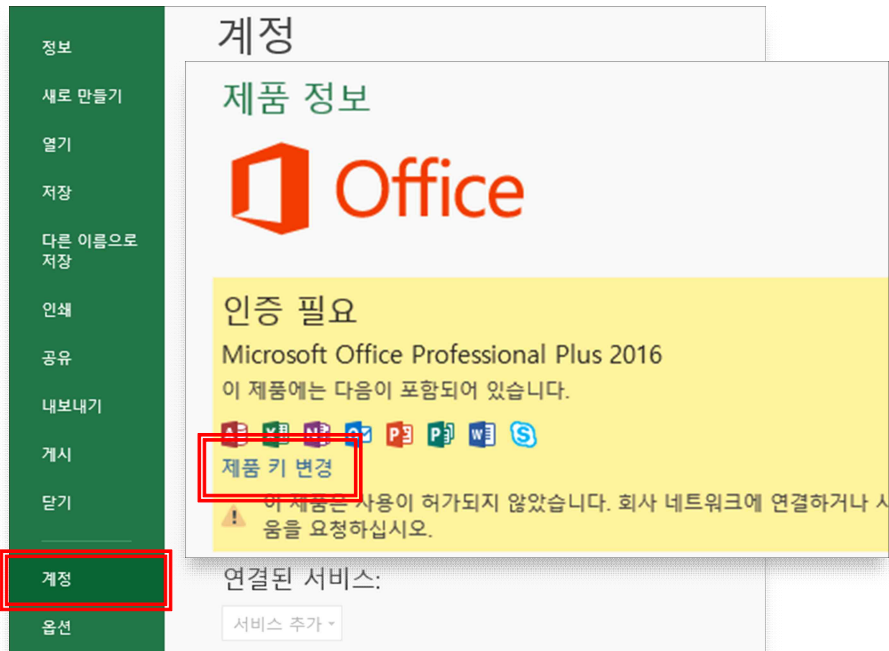 정보
새로 만들기
열기
저장
다른 이름으로
저장
인쇄
공유
내보내기
게시
닫기
계정
옵션
계정
제품 정보
Office
인증 필요
Microsoft Office Professional Plus 2016
이 제품에는 다음이 포함되어 있습니다.
제품 키 변경
이 제품은 사용이 허가되지 않았습니다. 회사 네트워크에 연결하거나
움을 요청하십시오.
연결된 서비스:
서비스 추가